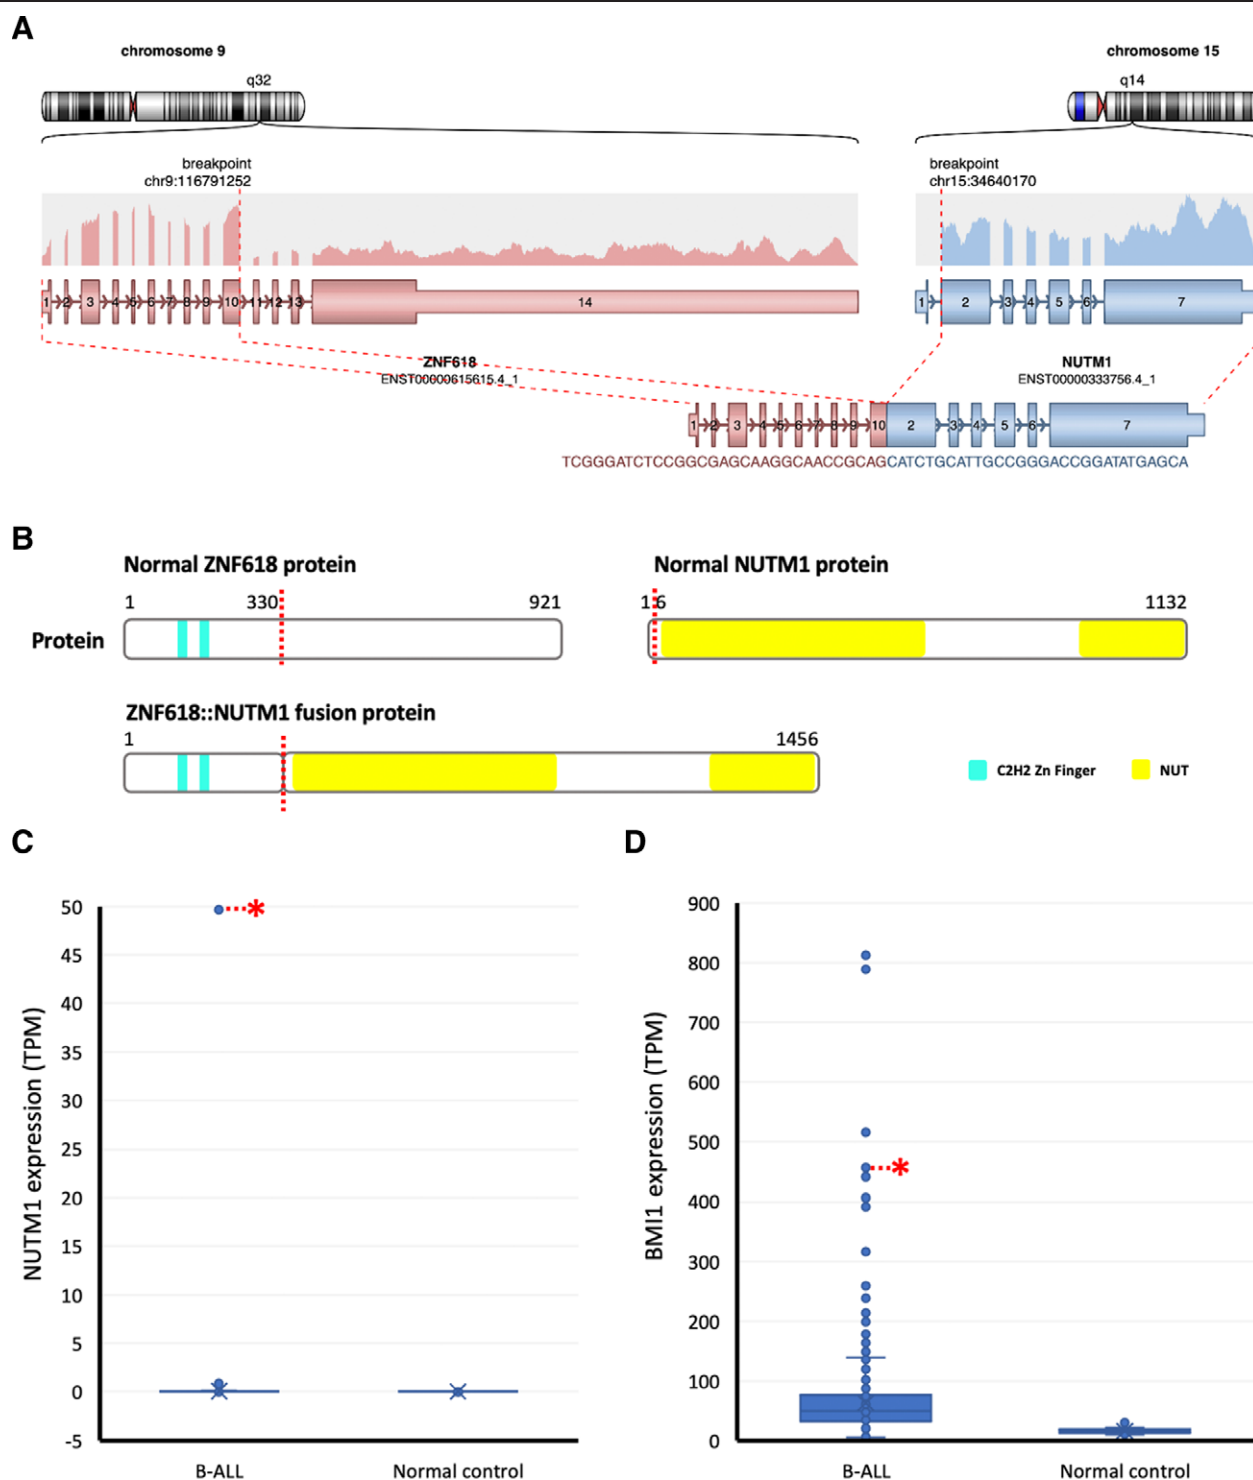 A
chromosome 9
chromosome 15
q32
q14
breakpoint
chr9:116791252
breakpoint
chr15:34640170
1 2 3 4 5 6 7 8 9 10 11 12 13 14
1 2 3 4 5 6 7
ZNF618
ENST00000615615.4_1
NUTM1
ENST00000333756.4_1
1 2 3 4 5 6 7 8 9 10 2 3 4 5 6 7
TCGGGATCTCCGGCGAGCAAGGCAACCGCAGCATCTGCATTGCCGGGACCGGATATGAGCA
B
Normal ZNF618 protein
Normal NUTM1 protein
1 330 921
1 6 1132
Protein
ZNF618::NUTM1 fusion protein
1 1456
C2H2 Zn Finger
NUT
C
NUTM1 expression (TPM)
50
45
40
35
30
25
20
15
10
5
0
-5
*
B-ALL
Normal control
D
BMI1 expression (TPM)
900
800
700
600
500
400
300
200
100
0
*
B-ALL
Normal control